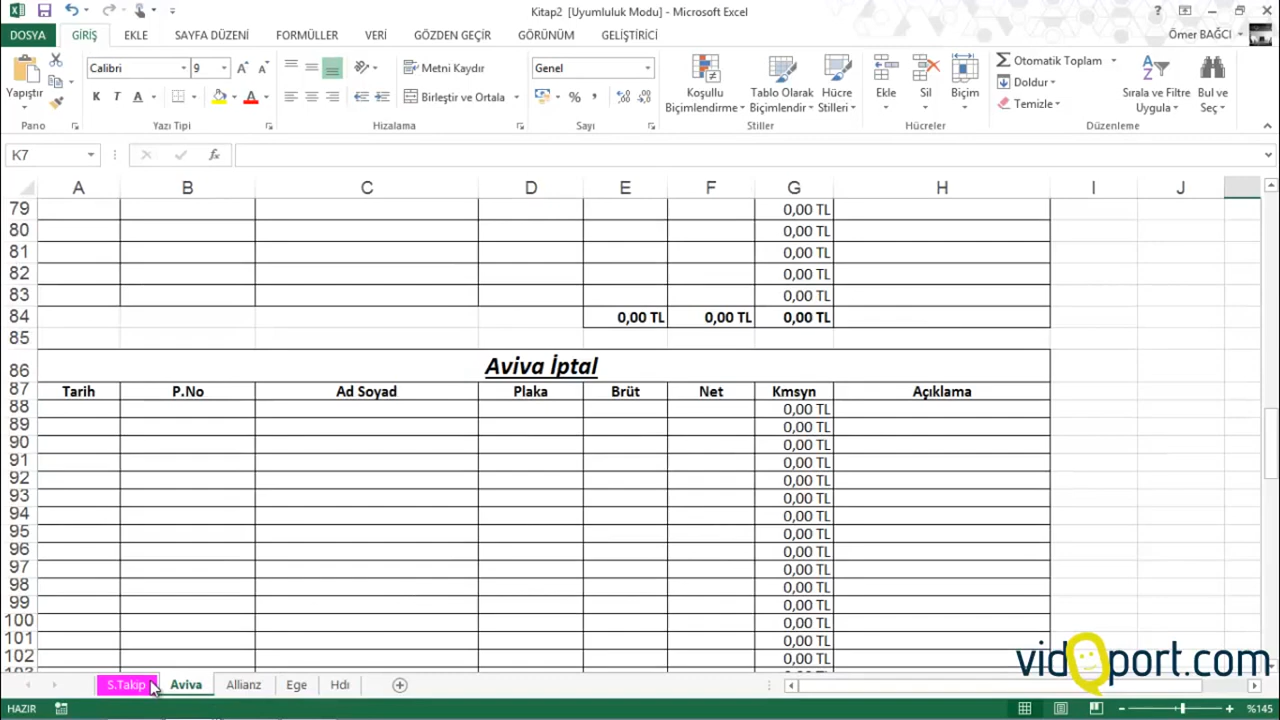 Kitap2 [Uyumluluk Modu] - Microsoft Excel
DOSYA GİRİŞ EKLE SAYFA DÜZENİ FORMÜLLER VERİ GÖZDEN GEÇİR GÖRÜNÜM GELİŞTİRİCİ Ömer BAĞCI
Yapıştır
Pano
Calibri 9
K T A
Yazı Tipi
Metni Kaydır
Birleştir ve Ortala
Hizalama
Genel
Sayı
Koşullu Biçimlendirme
Tablo Olarak Biçimlendir
Hücre Stilleri
Stiller
Ekle Sil Biçim
Hücreler
Otomatik Toplam
Doldur
Temizle
Sırala ve Filtre Uygula
Bul ve Seç
Düzenleme
K7
A B C D E F G H I J
79 0,00 TL
80 0,00 TL
81 0,00 TL
82 0,00 TL
83 0,00 TL
84 0,00 TL 0,00 TL 0,00 TL
85
86 Aviva İptal
87 Tarih P.No Ad Soyad Plaka Brüt Net Kmsyn Açıklama
88 0,00 TL
89 0,00 TL
90 0,00 TL
91 0,00 TL
92 0,00 TL
93 0,00 TL
94 0,00 TL
95 0,00 TL
96 0,00 TL
97 0,00 TL
98 0,00 TL
99 0,00 TL
100 0,00 TL
101 0,00 TL
102 0,00 TL
vidoport.com
S.Takip Aviva Allianz Ege Hdı
HAZIR %145